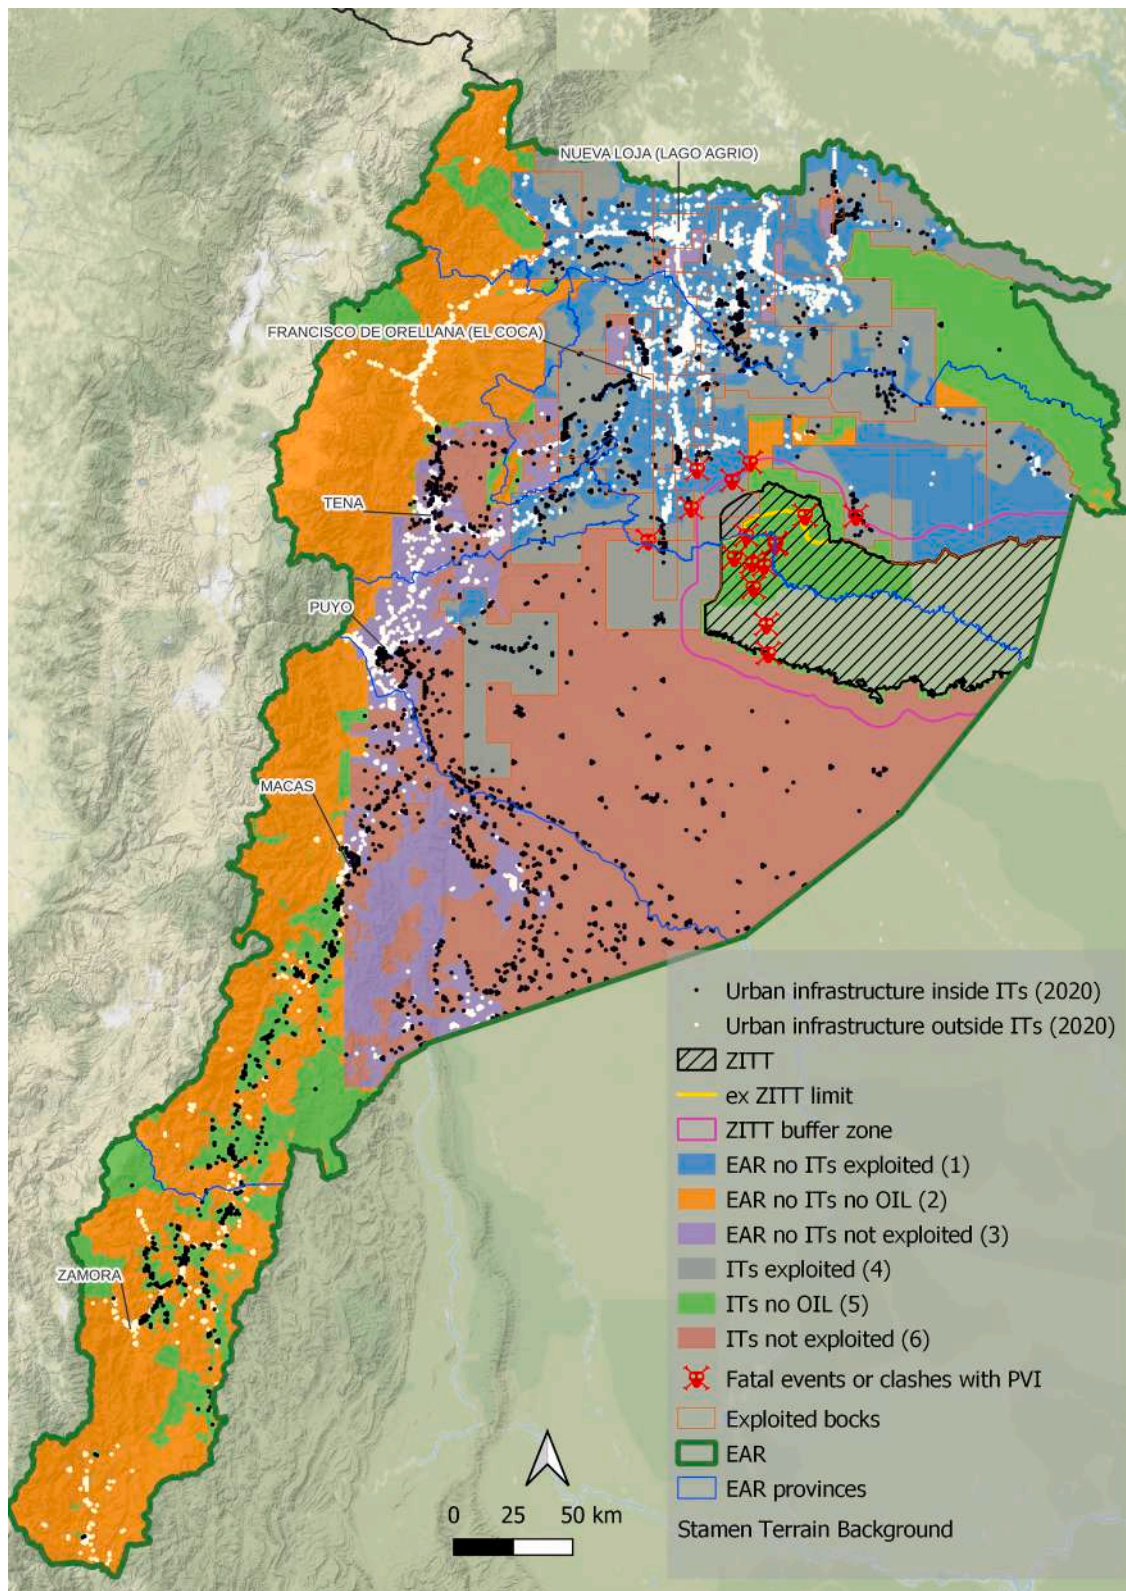 NUEVA LOJA (LAGO AGRIO)
FRANCISCO DE ORELLANA (EL COCA)
TENA
PUYO
MACAS
ZAMORA
Urban infrastructure inside ITs (2020)
Urban infrastructure outside ITs (2020)
ZITT
ex ZITT limit
ZITT buffer zone
EAR no ITs exploited (1)
EAR no ITs no OIL (2)
EAR no ITs not exploited (3)
ITs exploited (4)
ITs no OIL (5)
ITs not exploited (6)
Fatal events or clashes with PVI
Exploited bocks
EAR
EAR provinces
Stamen Terrain Background
0 25 50 km